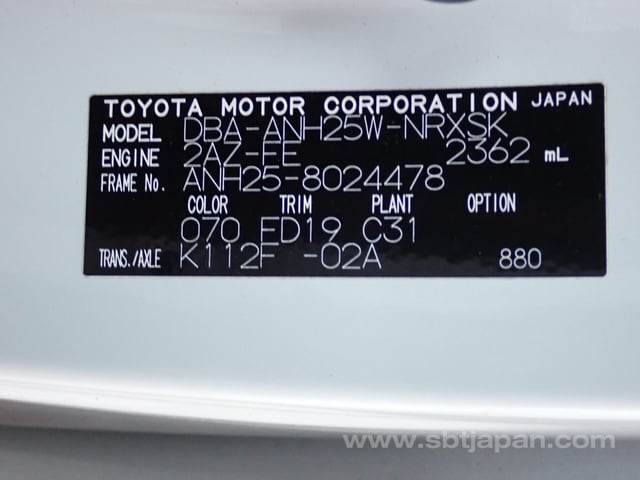 TOYOTA MOTOR CORPORATION JAPAN
MODEL DBA-ANH25W-NRXSK
ENGINE 2AZ-FE 2362 mL
FRAME No. ANH25-8024478
COLOR TRIM PLANT OPTION
070 FD19 C31
TRANS./AXLE K112F -02A 880
www.sbtjapan.com